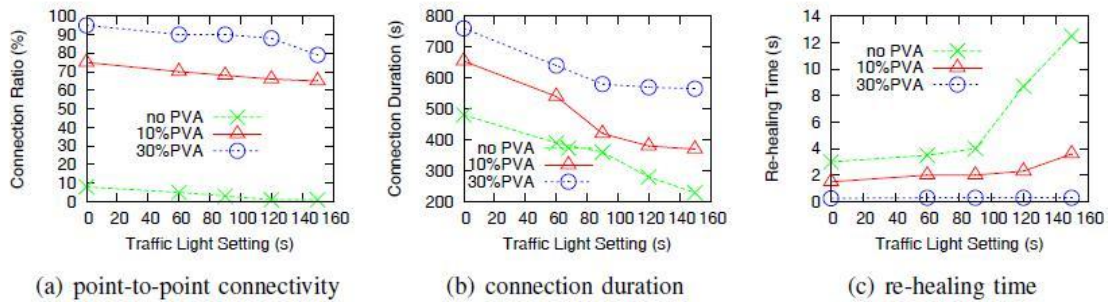 Connection Ratio (%)
100
90
80
70
60
50
40
30
20
10
0
no PVA
10%PVA
30%PVA
0 20 40 60 80 100 120 140 160
Traffic Light Setting (s)
(a) point-to-point connectivity
Connection Duration (s)
800
700
600
500
400
300
200
no PVA
10%PVA
30%PVA
0 20 40 60 80 100 120 140 160
Traffic Light Setting (s)
(b) connection duration
Re-healing Time (s)
14
12
10
8
6
4
2
0
no PVA
10%PVA
30%PVA
0 20 40 60 80 100 120 140 160
Traffic Light Setting (s)
(c) re-healing time